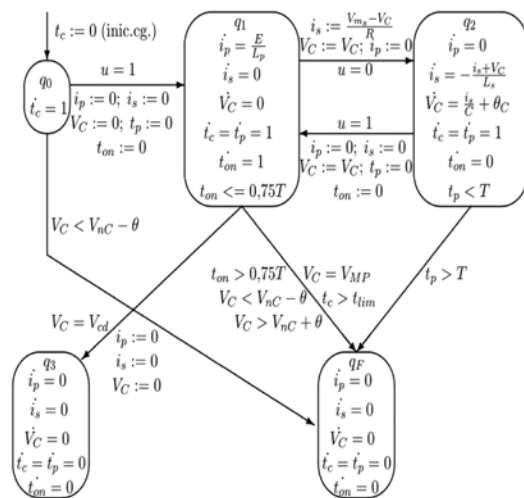 t_c := 0 (inic.cg.)
q_0
ṫ_c = 1
u = 1
i_p := 0; i_s := 0
V_C := 0; t_p := 0
t_on := 0
q_1
i̇_p = E/L_p
i̇_s = 0
V̇_C = 0
ṫ_c = ṫ_p = 1
ṫ_on = 1
t_on <= 0,75T
i_s := (V_{m_s} − V_C)/R
V_C := V_C; i_p := 0
u = 0
u = 1
i_p := 0; i_s := 0
V_C := V_C; t_p := 0
t_on := 0
q_2
i̇_p = 0
i̇_s = −(i_s + V_C)/L_s
V̇_C = i_s/C + θ_C
ṫ_c = ṫ_p = 1
ṫ_on = 0
t_p < T
V_C < V_nC − θ
t_on > 0,75T
V_C = V_MP
V_C < V_nC − θ
t_c > t_lim
V_C > V_nC + θ
t_p > T
V_C = V_cd
i_p := 0
i_s := 0
V_C := 0
q_3
i̇_p = 0
i̇_s = 0
V̇_C = 0
ṫ_c = ṫ_p = 0
ṫ_on = 0
q_F
i̇_p = 0
i̇_s = 0
V̇_C = 0
ṫ_c = ṫ_p = 0
ṫ_on = 0